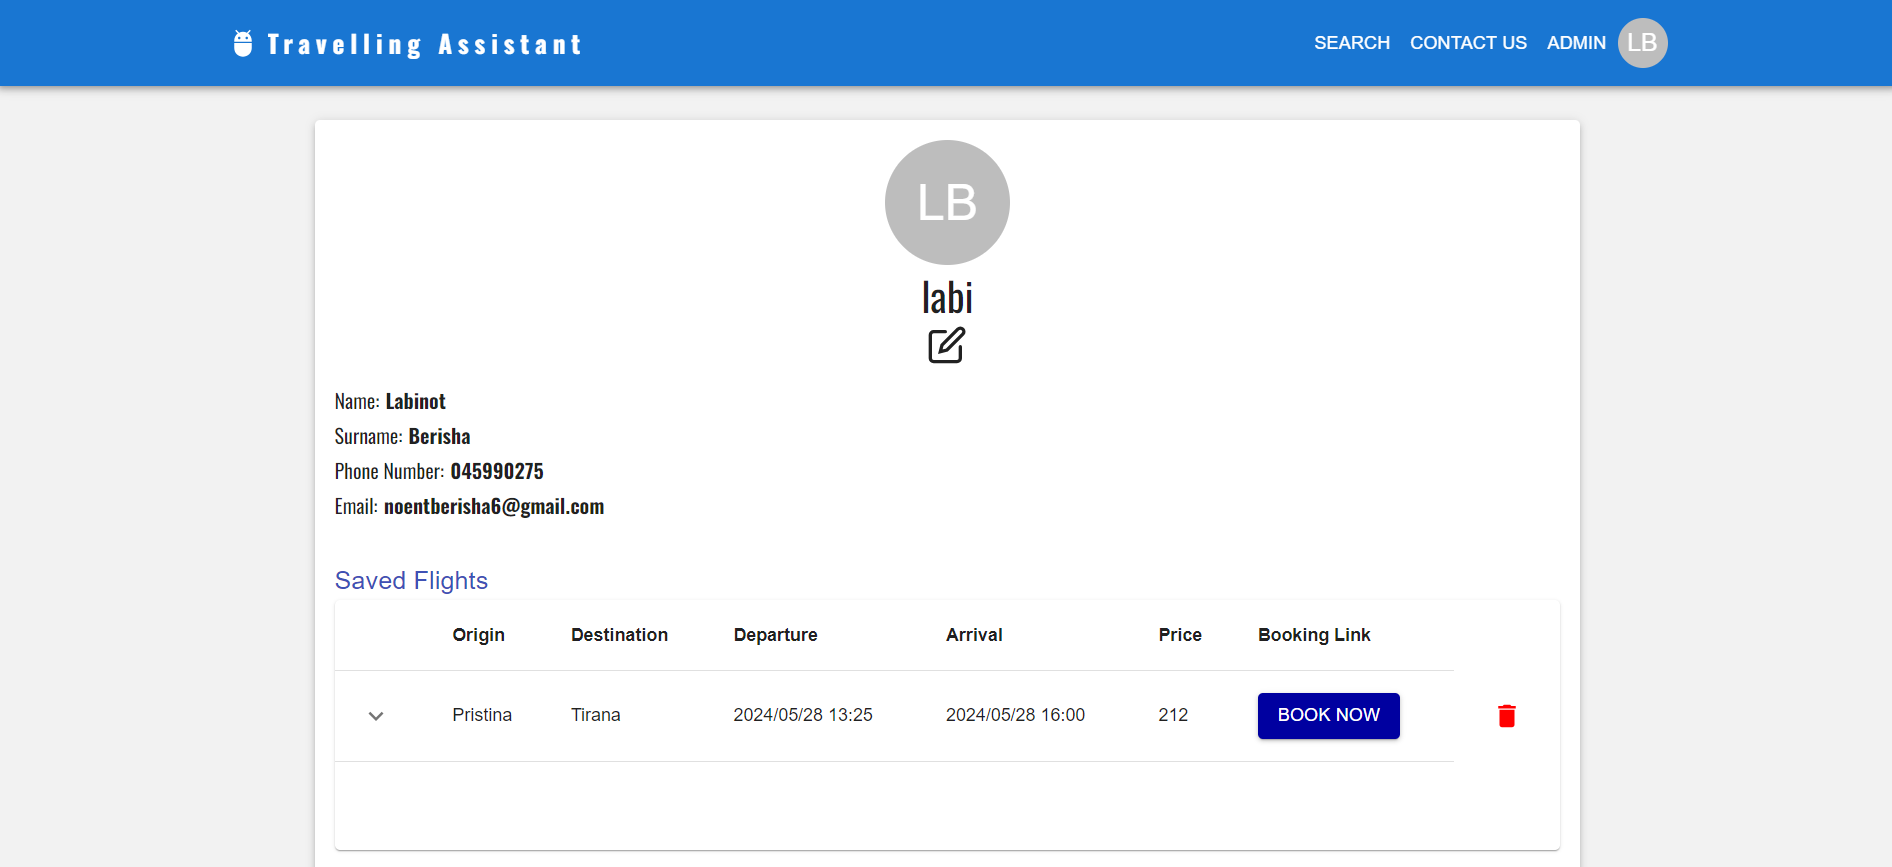 Travelling Assistant SEARCH CONTACT US ADMIN LB
LB
labi
Name: Labinot
Surname: Berisha
Phone Number: 045990275
Email: noentberisha6@gmail.com
Saved Flights
Origin Destination Departure Arrival Price Booking Link
Pristina Tirana 2024/05/28 13:25 2024/05/28 16:00 212 BOOK NOW